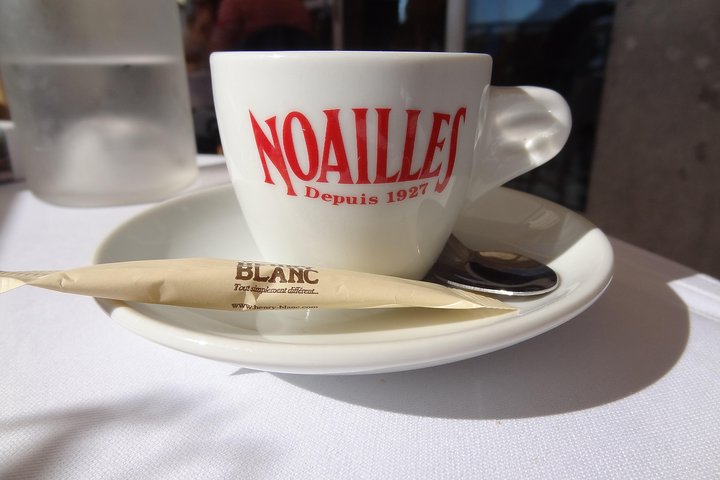 NOAILLES
Depuis 1927
BLANC
Tout simplement différent...
www.henry-blanc.com